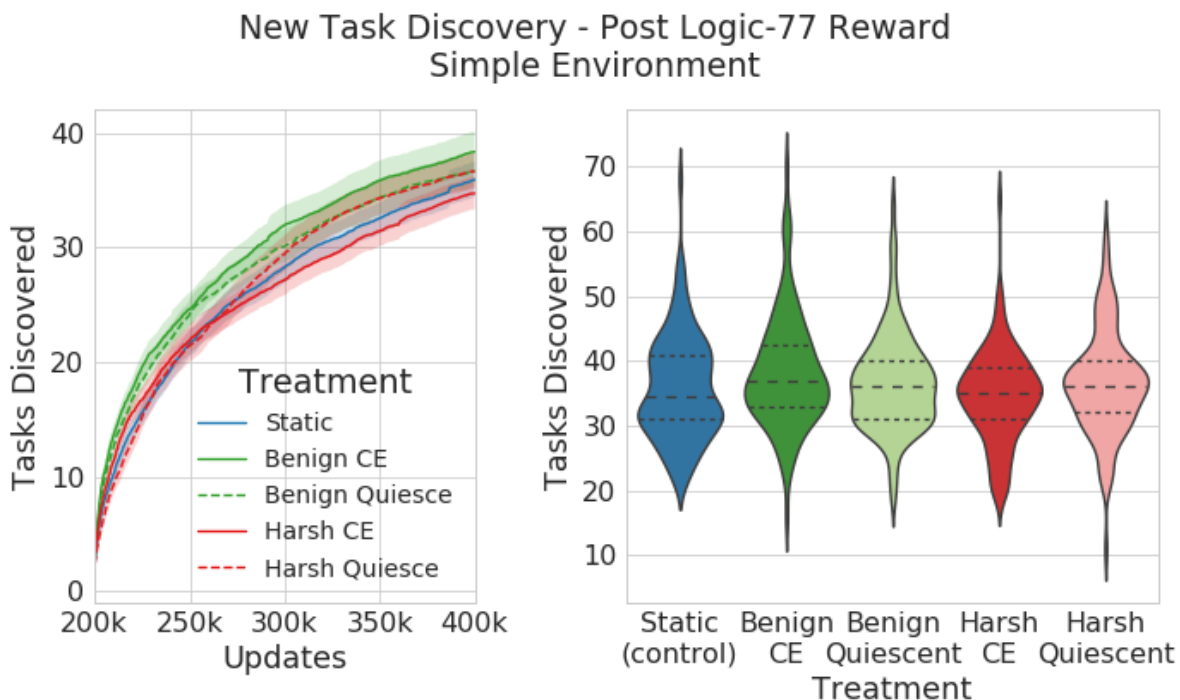 New Task Discovery - Post Logic-77 Reward
Simple Environment
Tasks Discovered
40
30
20
10
0
200k 250k 300k 350k 400k
Updates
Treatment
Static
Benign CE
Benign Quiesce
Harsh CE
Harsh Quiesce
Tasks Discovered
70
60
50
40
30
20
10
Static Benign Benign Harsh Harsh
(control) CE Quiescent CE Quiescent
Treatment